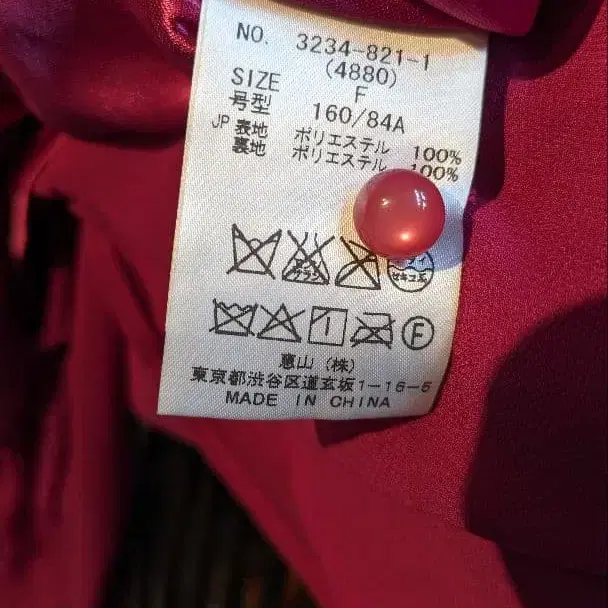 NO. 3234-821-1
(4880)
SIZE F
号型 160/84A
JP 表地 ポリエステル 100%
裏地 ポリエステル 100%
F
恵山 (株)
東京都渋谷区道玄坂1-16-5
MADE IN CHINA